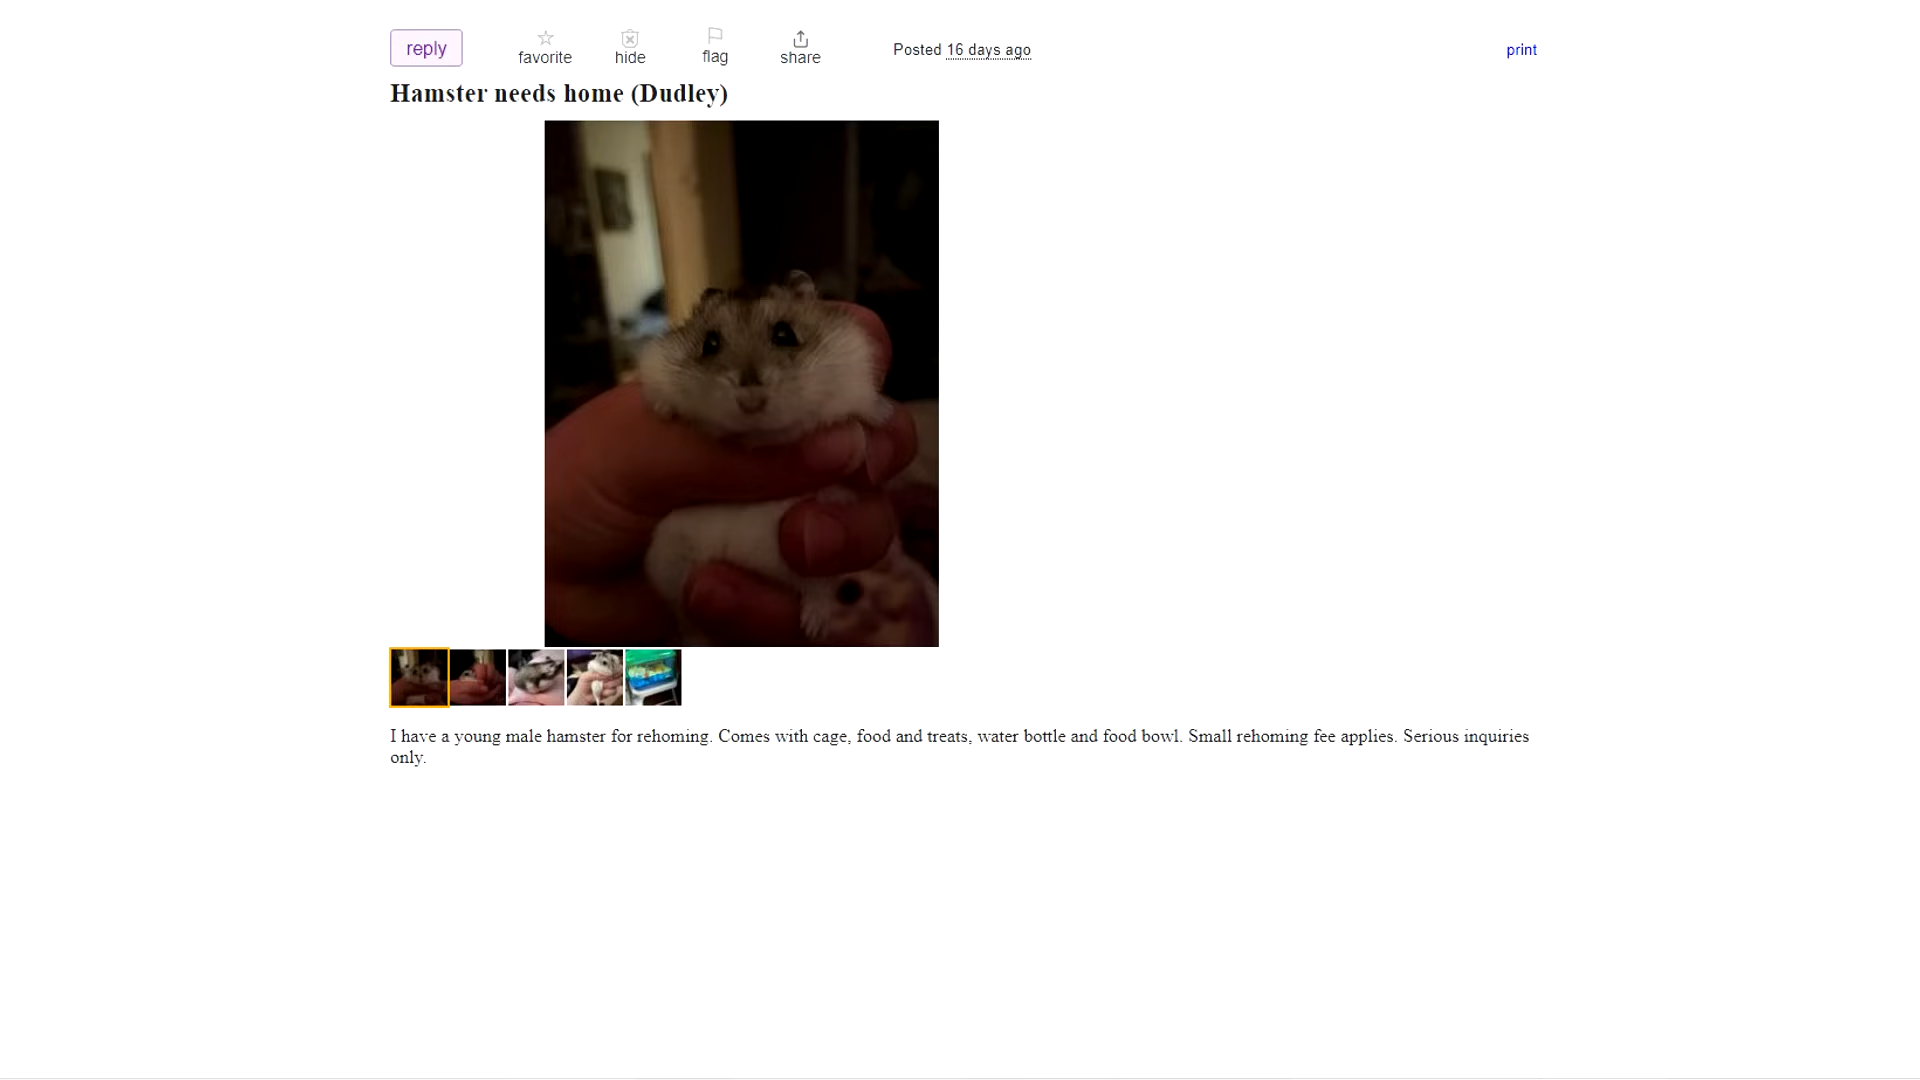 reply
favorite
hide
flag
share
Posted 16 days ago
print
Hamster needs home (Dudley)
I have a young male hamster for rehoming. Comes with cage, food and treats, water bottle and food bowl. Small rehoming fee applies. Serious inquiries
only.